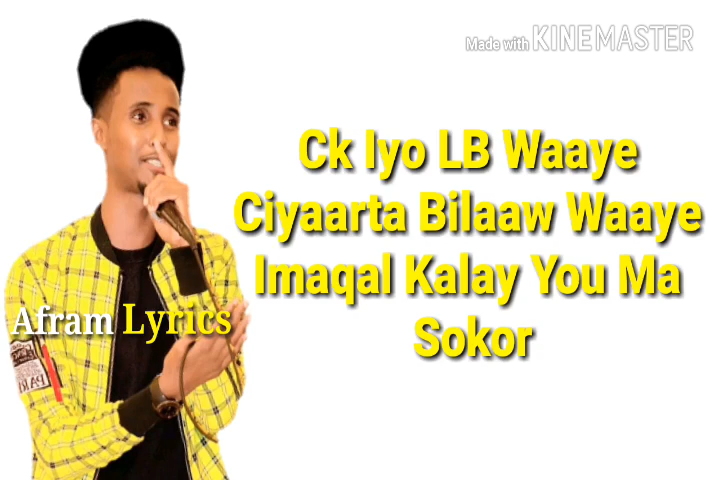 Made with KINEMASTER
Ck Iyo LB Waaye
Ciyaarta Bilaaw Waaye
Imaqal Kalay You Ma
Sokor
Afram Lyrics